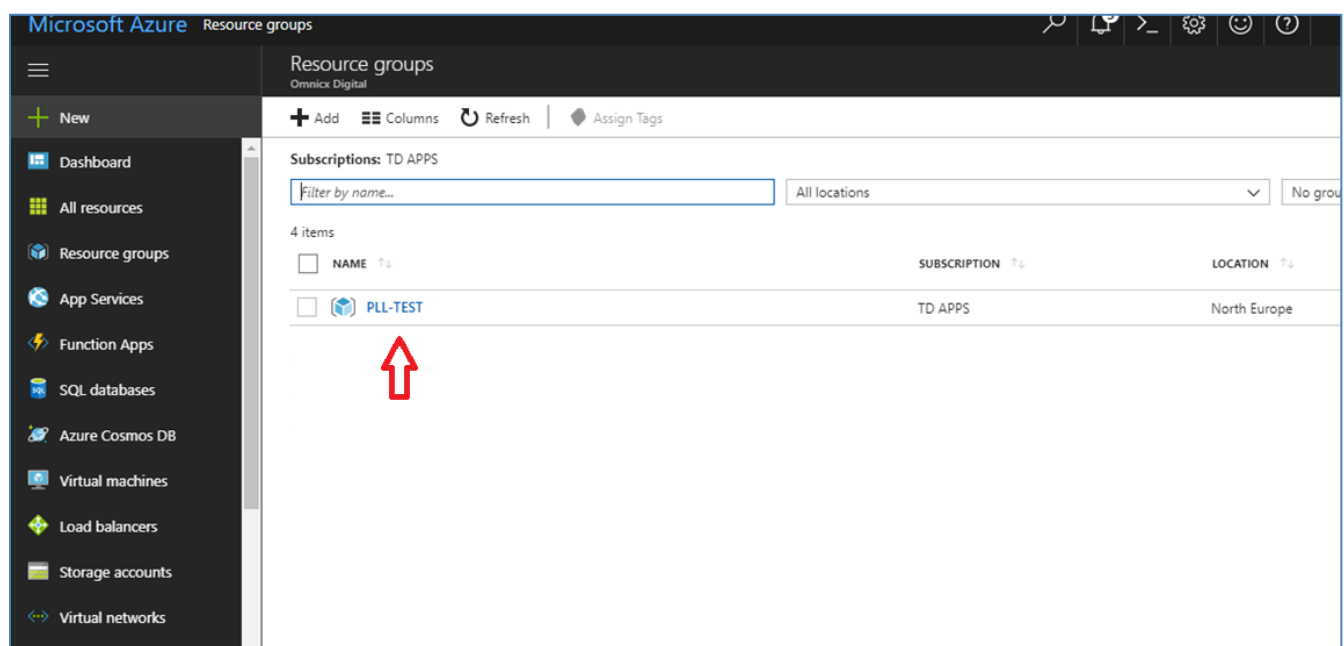 Microsoft Azure Resource groups
Resource groups
Omnicx Digital
New
Add Columns Refresh Assign Tags
Dashboard
All resources
Resource groups
App Services
Function Apps
SQL databases
Azure Cosmos DB
Virtual machines
Load balancers
Storage accounts
Virtual networks
Subscriptions: TD APPS
Filter by name...
All locations
No grou
4 items
NAME SUBSCRIPTION LOCATION
PLL-TEST TD APPS North Europe